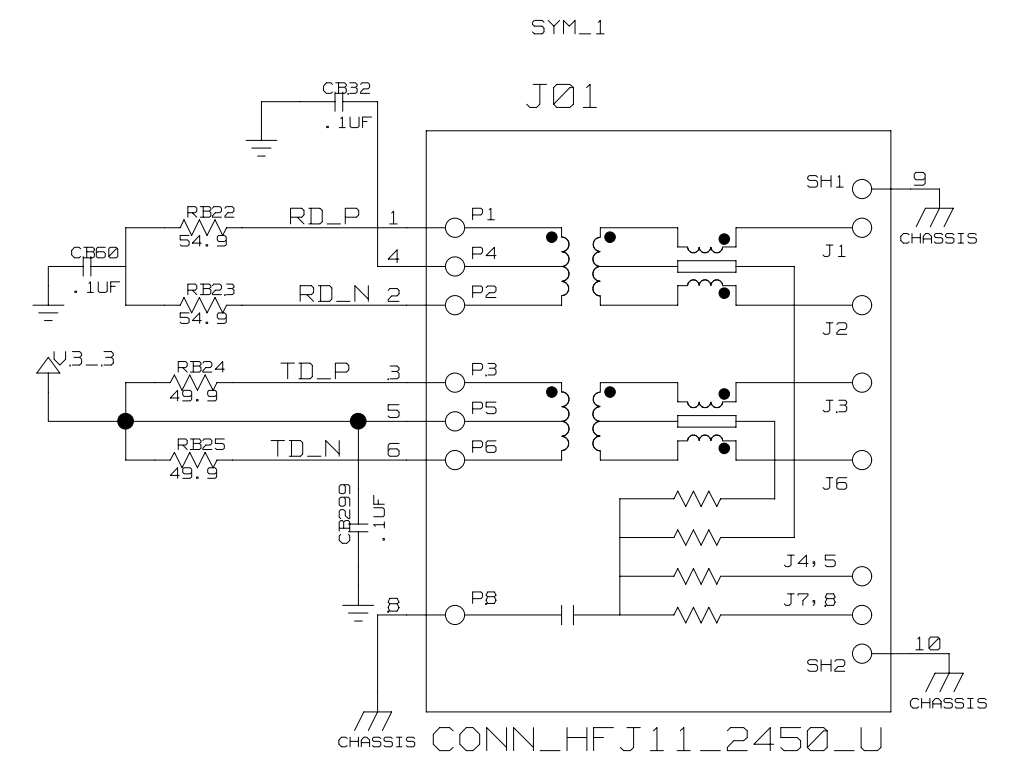 SYM_1
CB32
.1UF
J01
SH1
9
CHASSIS
RB22
54.9
RD_P
1
P1
J1
CB60
.1UF
4
P4
RB23
54.9
RD_N
2
P2
J2
V3_3
RB24
49.9
TD_P
3
P3
J3
5
P5
RB25
49.9
TD_N
6
P6
J6
CB299
.1UF
J4,5
8
P8
J7,8
SH2
10
CHASSIS
CHASSIS
CONN_HFJ11_2450_U